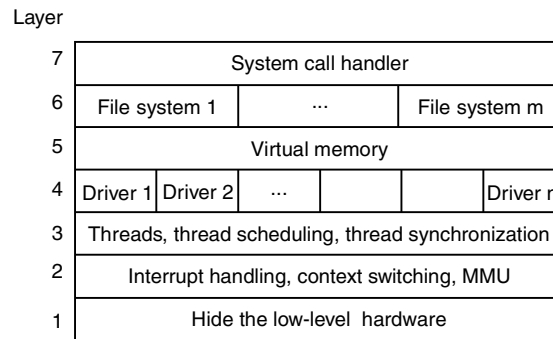 Layer
7 System call handler
6 File system 1 ... File system m
5 Virtual memory
4 Driver 1 Driver 2 ... Driver
3 Threads, thread scheduling, thread synchronization
2 Interrupt handling, context switching, MMU
1 Hide the low-level hardware